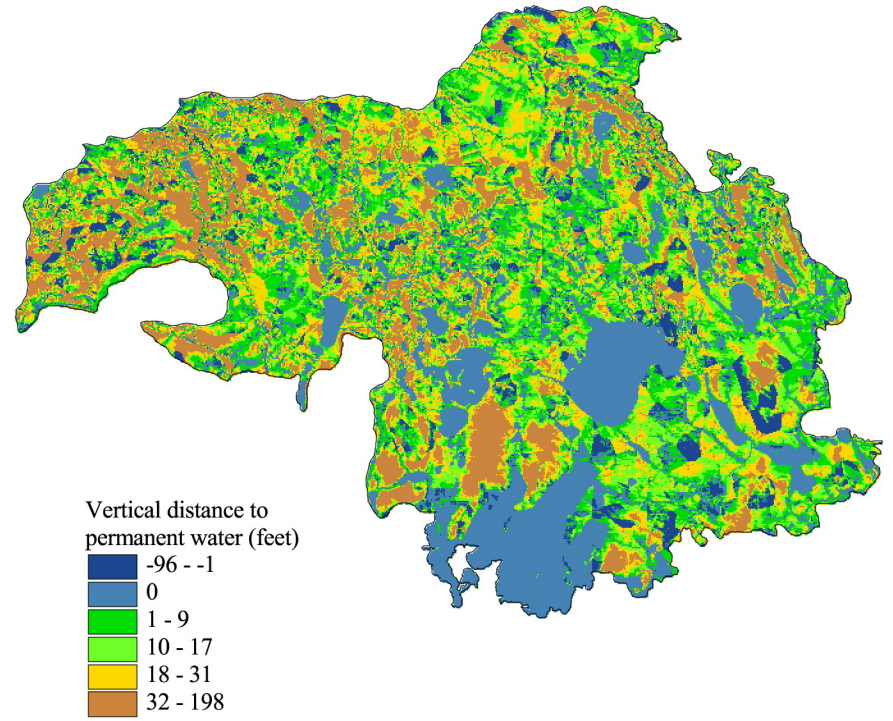 Vertical distance to
permanent water (feet)
-96 - -1
0
1 - 9
10 - 17
18 - 31
32 - 198